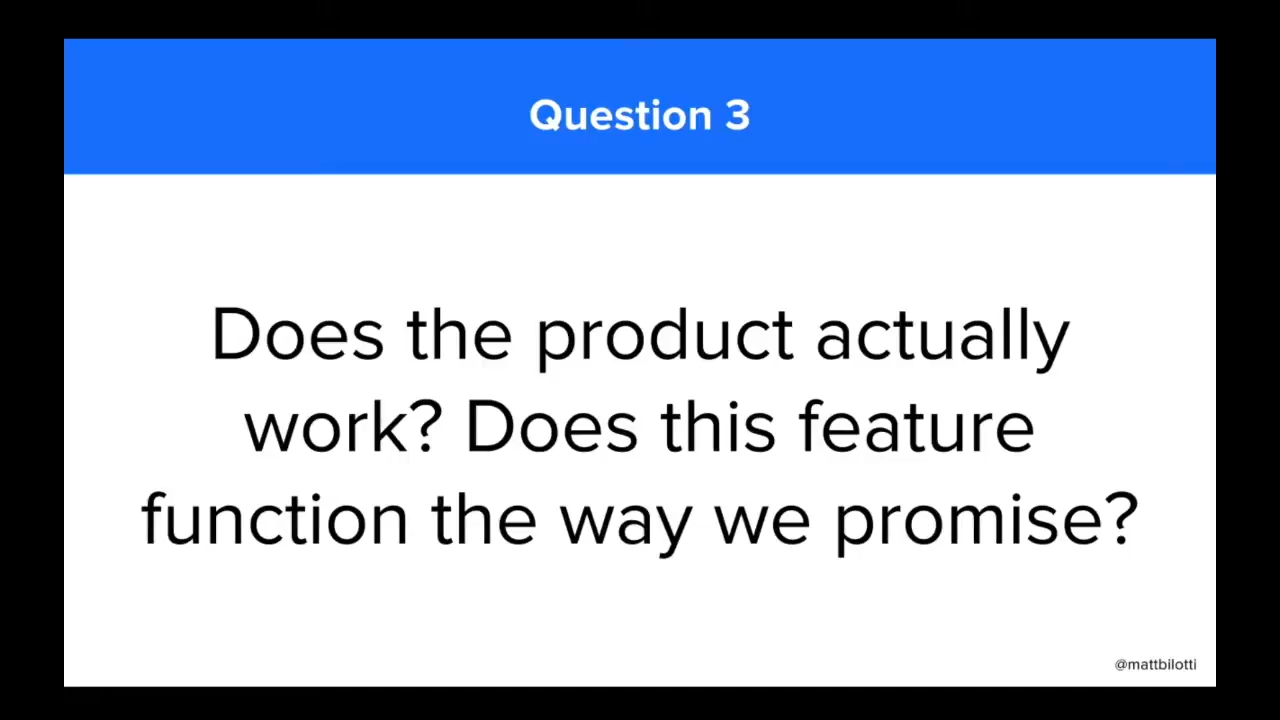 Question 3
Does the product actually
work? Does this feature
function the way we promise?
@mattbilotti